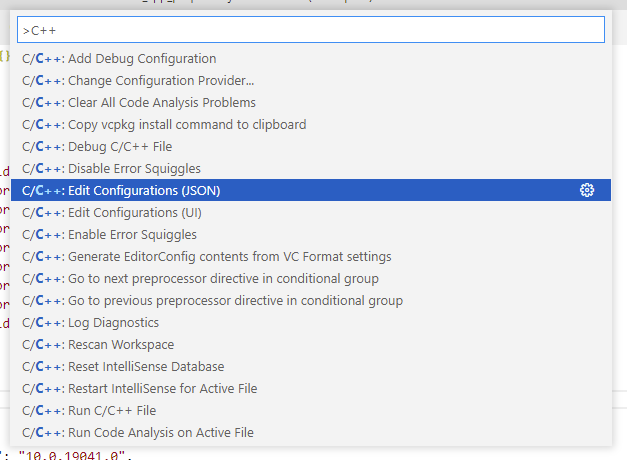 >C++
C/C++: Add Debug Configuration
C/C++: Change Configuration Provider...
C/C++: Clear All Code Analysis Problems
C/C++: Copy vcpkg install command to clipboard
C/C++: Debug C/C++ File
C/C++: Disable Error Squiggles
C/C++: Edit Configurations (JSON)
C/C++: Edit Configurations (UI)
C/C++: Enable Error Squiggles
C/C++: Generate EditorConfig contents from VC Format settings
C/C++: Go to next preprocessor directive in conditional group
C/C++: Go to previous preprocessor directive in conditional group
C/C++: Log Diagnostics
C/C++: Rescan Workspace
C/C++: Reset IntelliSense Database
C/C++: Restart IntelliSense for Active File
C/C++: Run C/C++ File
C/C++: Run Code Analysis on Active File
": "10.0.19041.0",